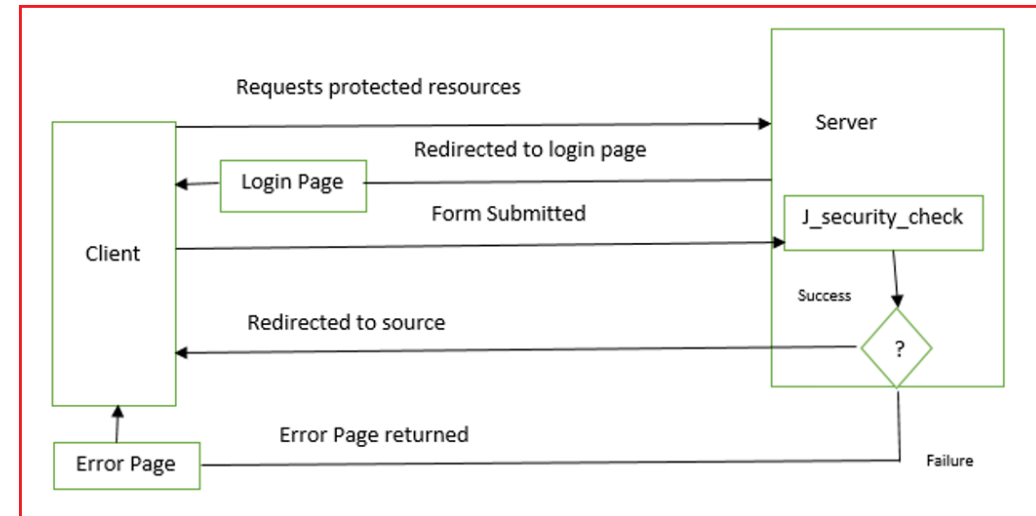 Requests protected resources
Server
Redirected to login page
Login Page
Form Submitted
J_security_check
Client
Success
Redirected to source
?
Error Page returned
Error Page
Failure